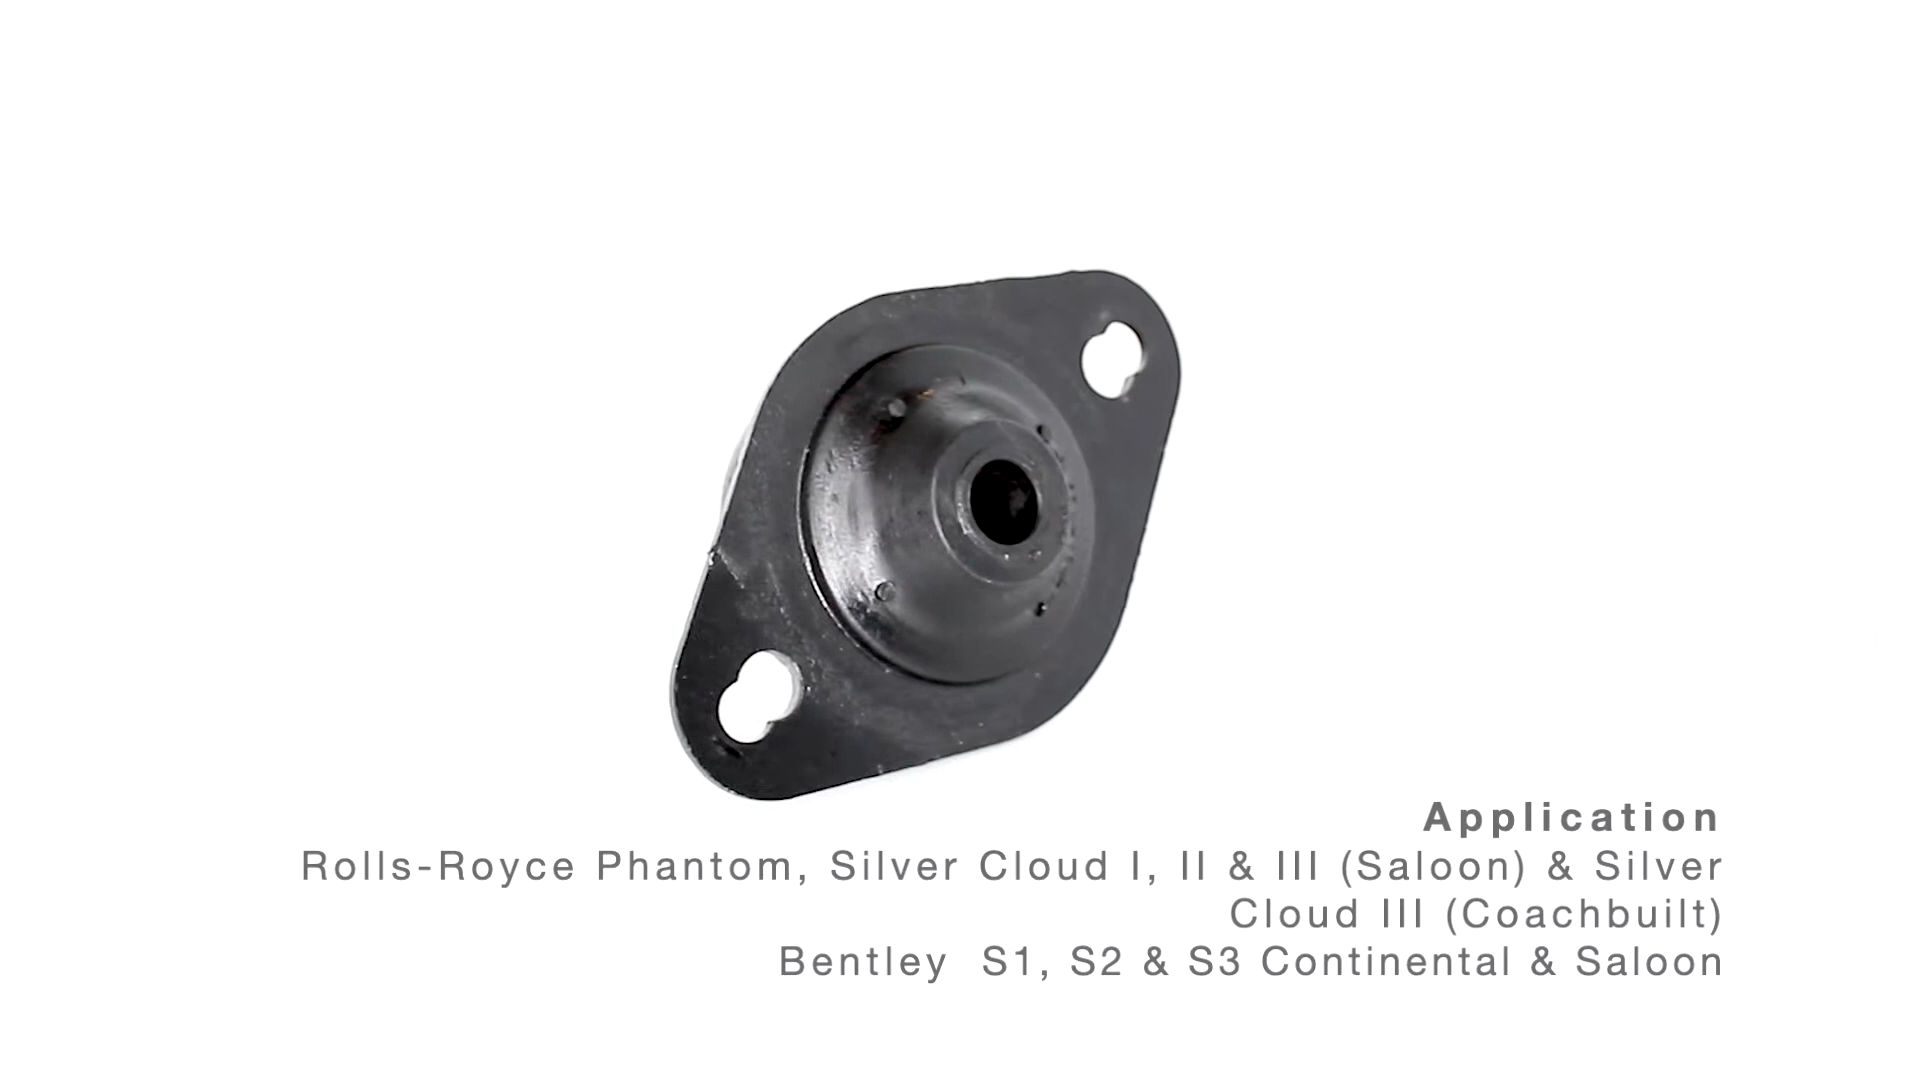 Application
Rolls-Royce Phantom, Silver Cloud I, II & III (Saloon) & Silver
Cloud III (Coachbuilt)
Bentley  S1, S2 & S3 Continental & Saloon